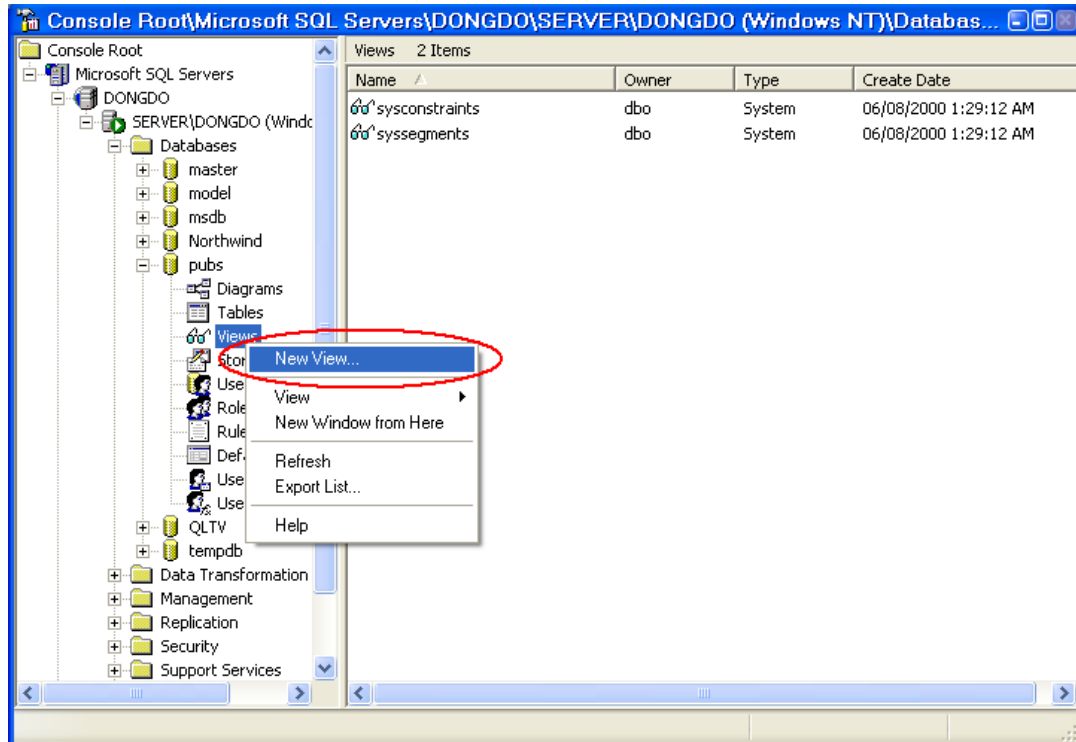 Console Root\Microsoft SQL Servers\DONGDO\SERVER\DONGDO (Windows NT)\Databas...
Console Root
Microsoft SQL Servers
DONGDO
SERVER\DONGDO (Windc
Databases
master
model
msdb
Northwind
pubs
Diagrams
Tables
Views
Stor
Use
Role
Rule
Def
Use
Use
QLTV
tempdb
Data Transformation
Management
Replication
Security
Support Services
New View...
View
New Window from Here
Refresh
Export List...
Help
Views 2 Items
Name Owner Type Create Date
sysconstraints dbo System 06/08/2000 1:29:12 AM
syssegments dbo System 06/08/2000 1:29:12 AM